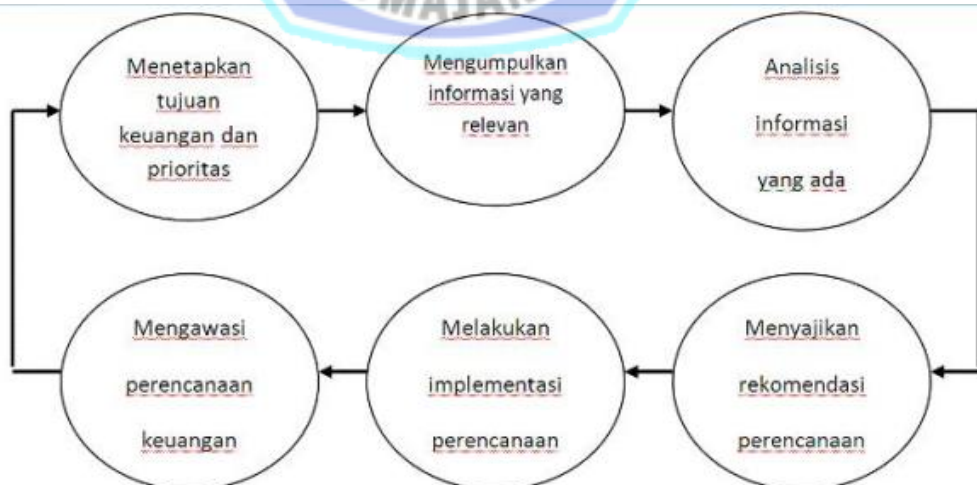 MAJA
Menetapkan
tujuan
keuangan dan
prioritas
Mengumpulkan
informasi yang
relevan
Analisis
informasi
yang ada
Menyajikan
rekomendasi
perencanaan
Melakukan
implementasi
perencanaan
Mengawasi
perencanaan
keuangan